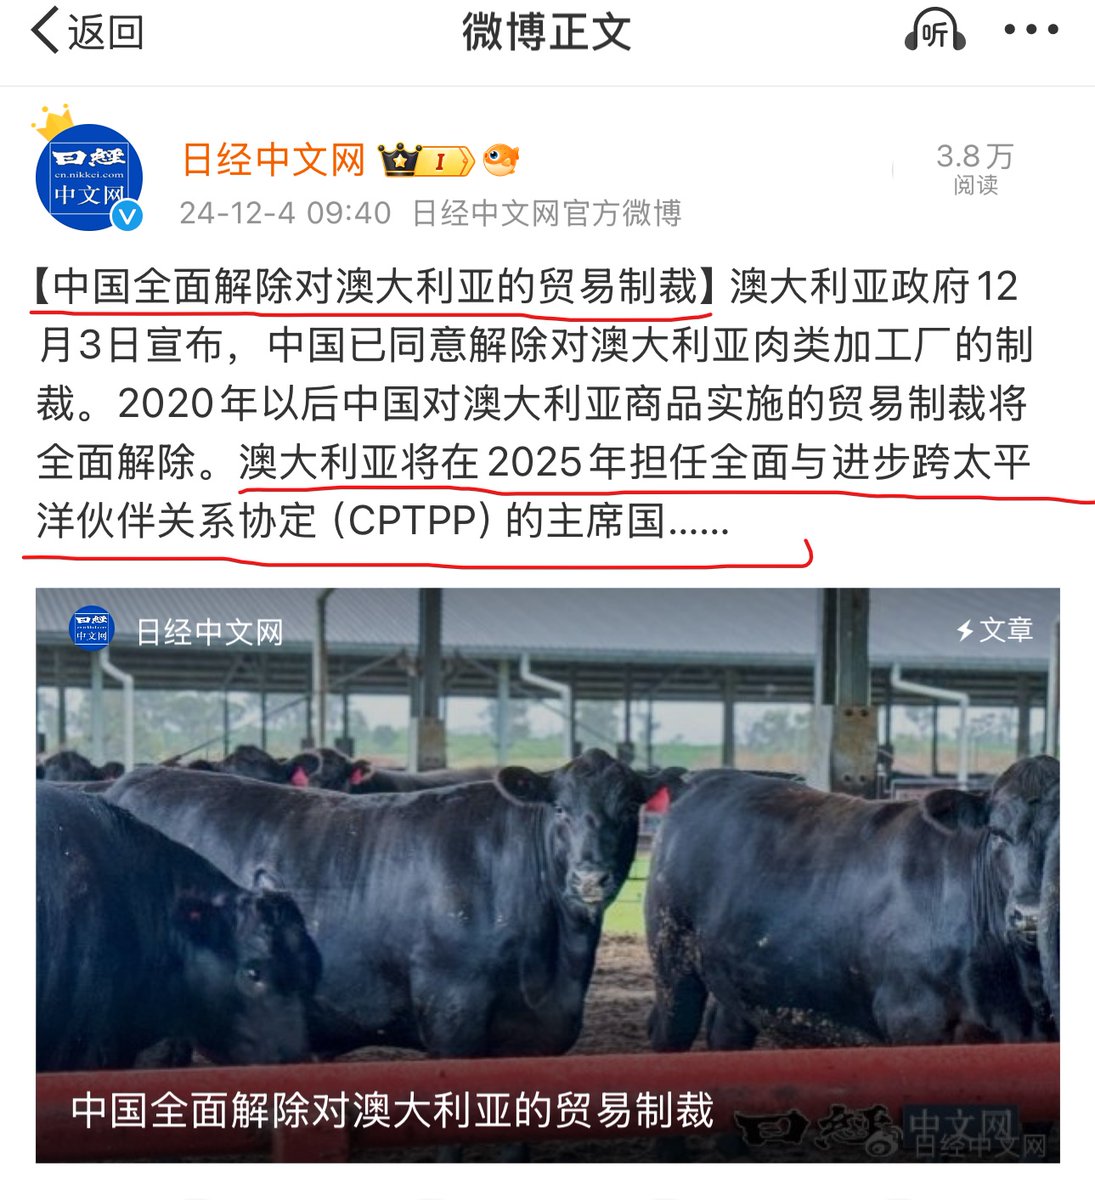 返回
微博正文
听
日经
cn.nikkei.com
中文网
日经中文网
I
3.8万
阅读
24-12-4 09:40 日经中文网官方微博
【中国全面解除对澳大利亚的贸易制裁】澳大利亚政府12
月3日宣布，中国已同意解除对澳大利亚肉类加工厂的制
裁。2020年以后中国对澳大利亚商品实施的贸易制裁将
全面解除。澳大利亚将在2025年担任全面与进步跨太平
洋伙伴关系协定（CPTPP）的主席国......
日经
中文网
日经中文网
文章
中国全面解除对澳大利亚的贸易制裁
日经中文网
日经中文网